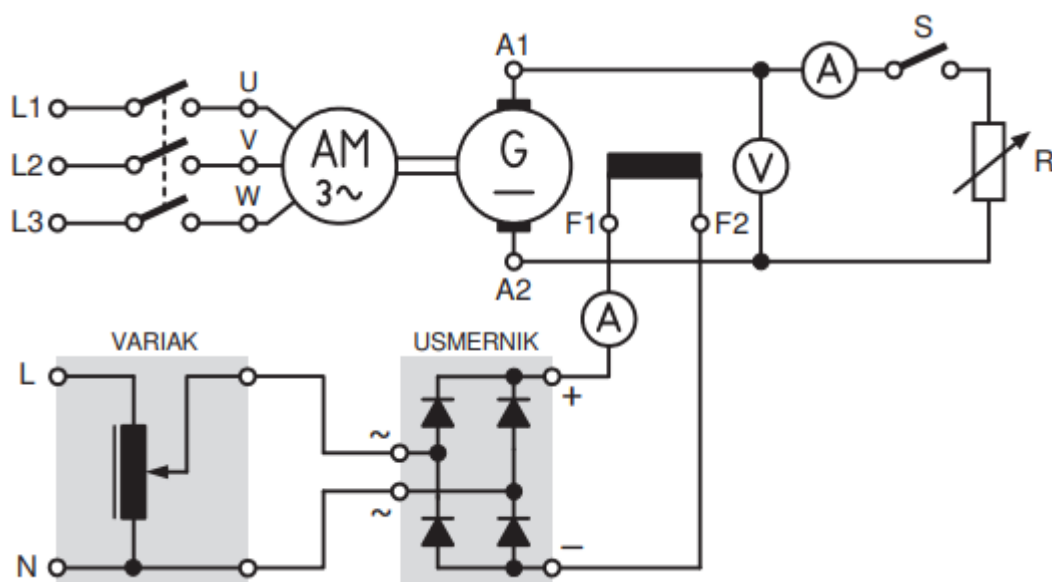 A1
S
A
L1
U
L2
V
AM
3~
G
V
R
L3
W
F1
F2
A2
A
VARIAK
USMERNIK
L
+
~
~
N
−